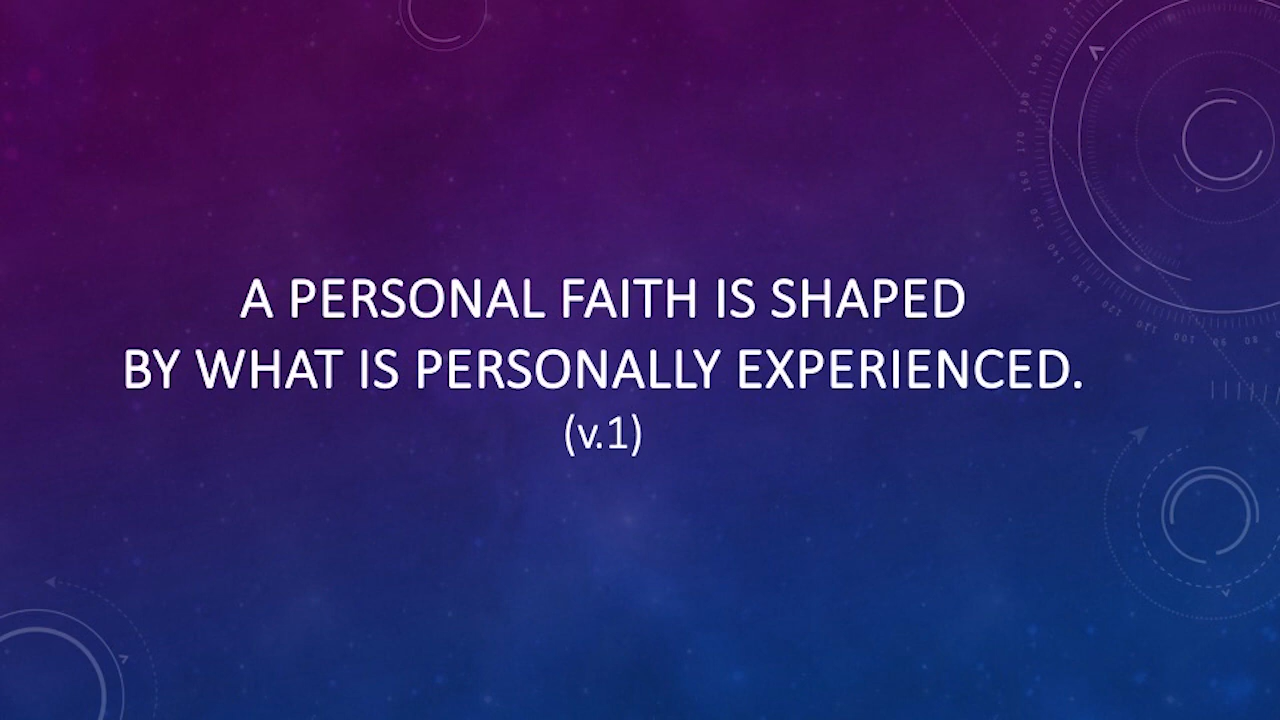 A PERSONAL FAITH IS SHAPED
BY WHAT IS PERSONALLY EXPERIENCED.
(v.1)